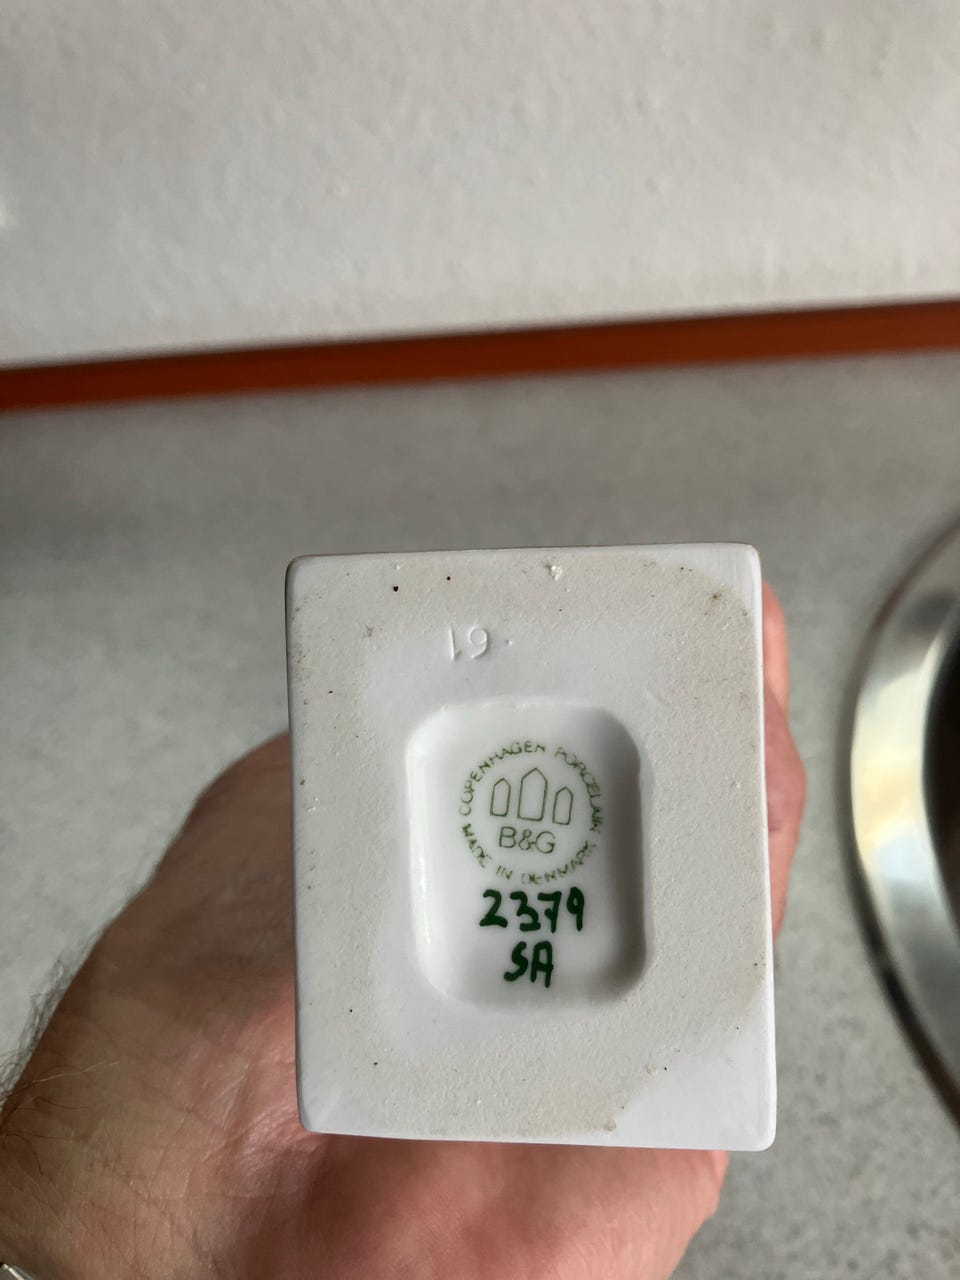 19
COPENHAGEN PORCELAIN
B&G
MADE IN DENMARK
2379
SA